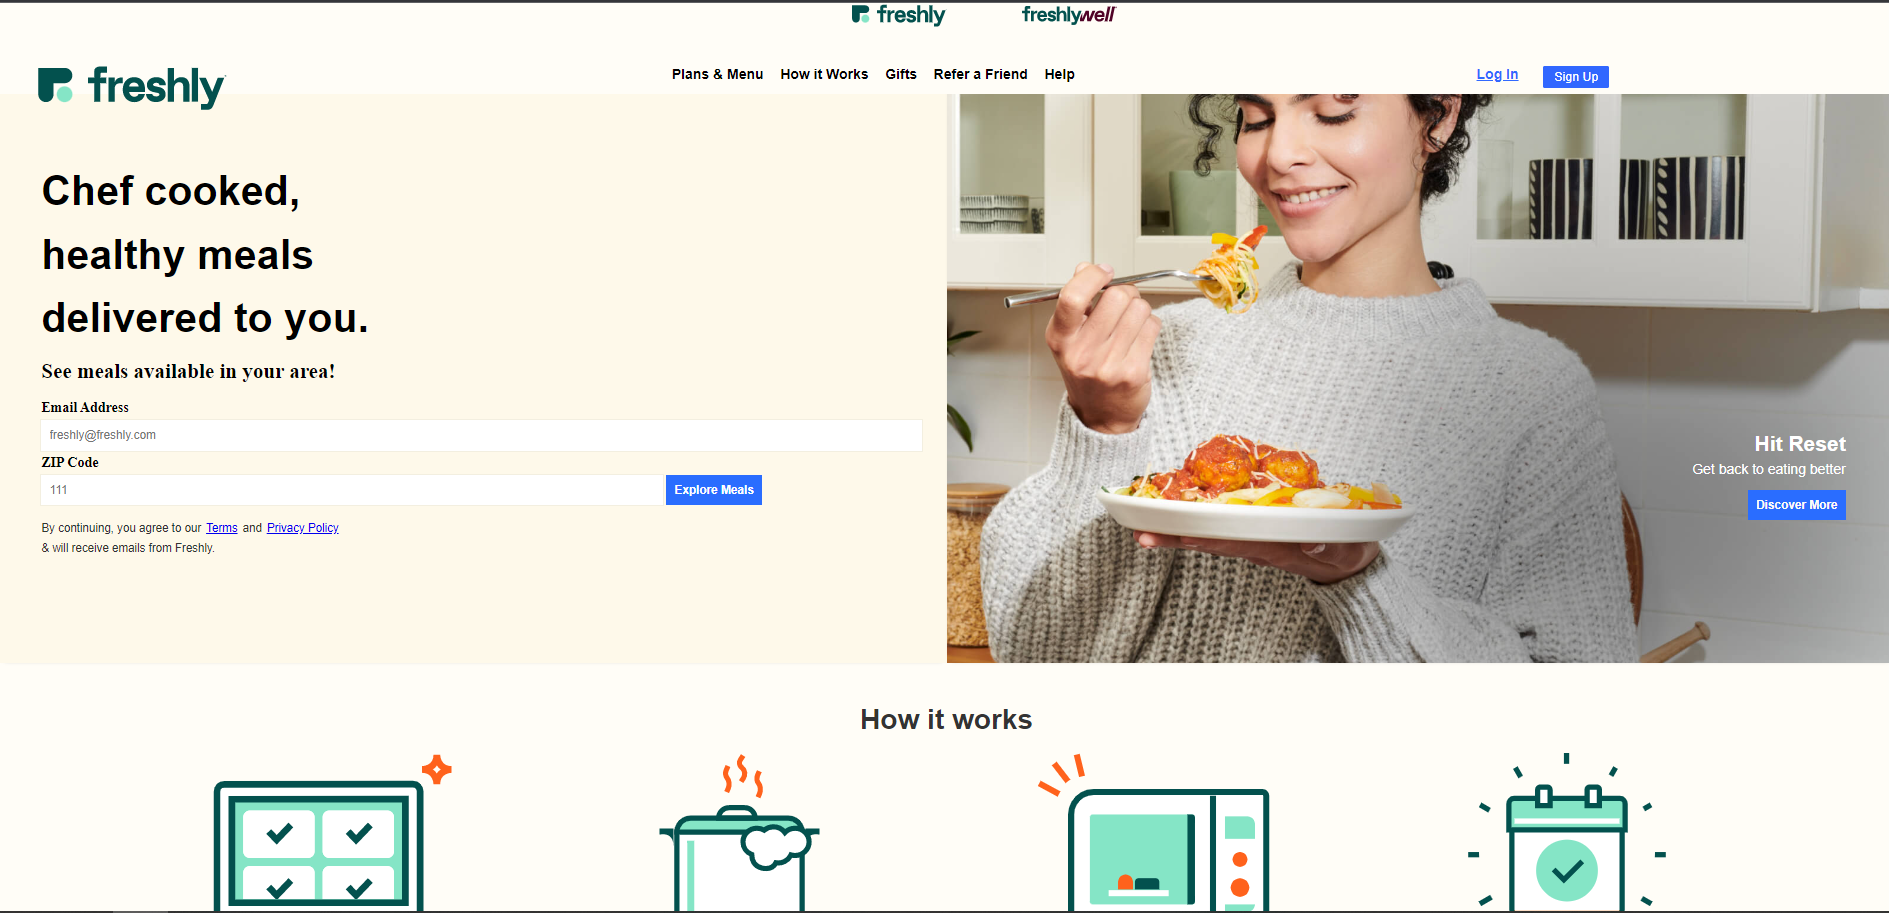 freshly
freshlywell
freshly
Plans & Menu How it Works Gifts Refer a Friend Help
Log In Sign Up
Chef cooked,
healthy meals
delivered to you.
See meals available in your area!
Email Address
freshly@freshly.com
ZIP Code
111 Explore Meals
By continuing, you agree to our Terms and Privacy Policy
& will receive emails from Freshly.
Hit Reset
Get back to eating better
Discover More
How it works